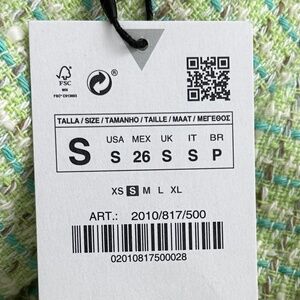 FSC
MIX
TALLA / SIZE / TAMANHO / TAILLE / MAAT / ΜΕΓΕΘΟΣ
USA MEX UK IT BR
S S 26 S S P
XS S M L XL
ART.: 2010/817/500
02010817500028